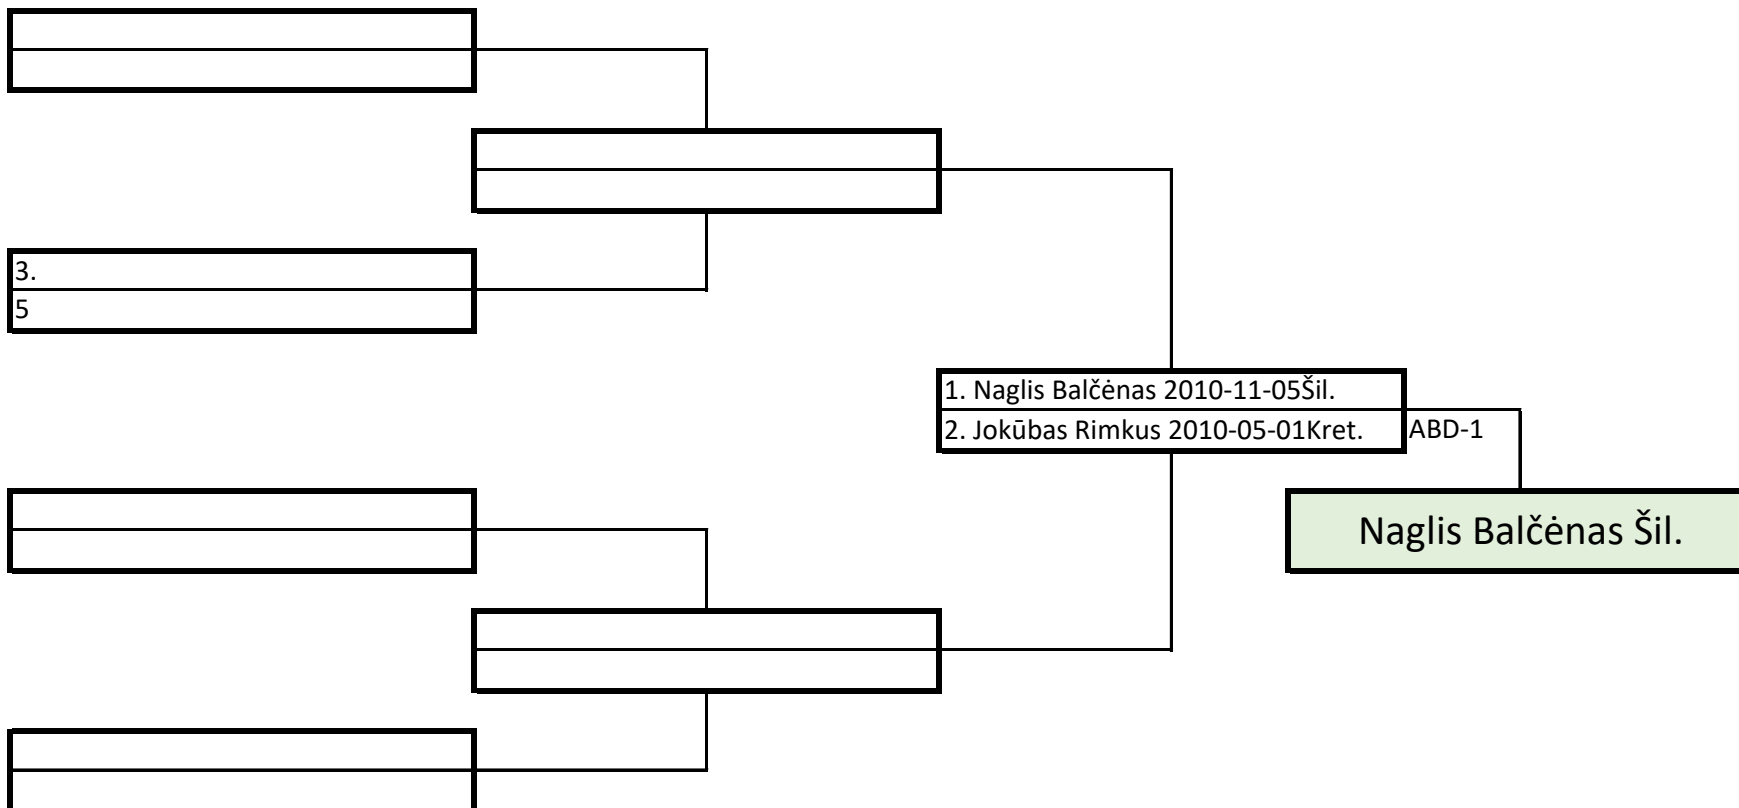 3.
5
1. Naglis Balčėnas 2010-11-05Šil.
2. Jokūbas Rimkus 2010-05-01Kret.
ABD-1
Naglis Balčėnas Šil.